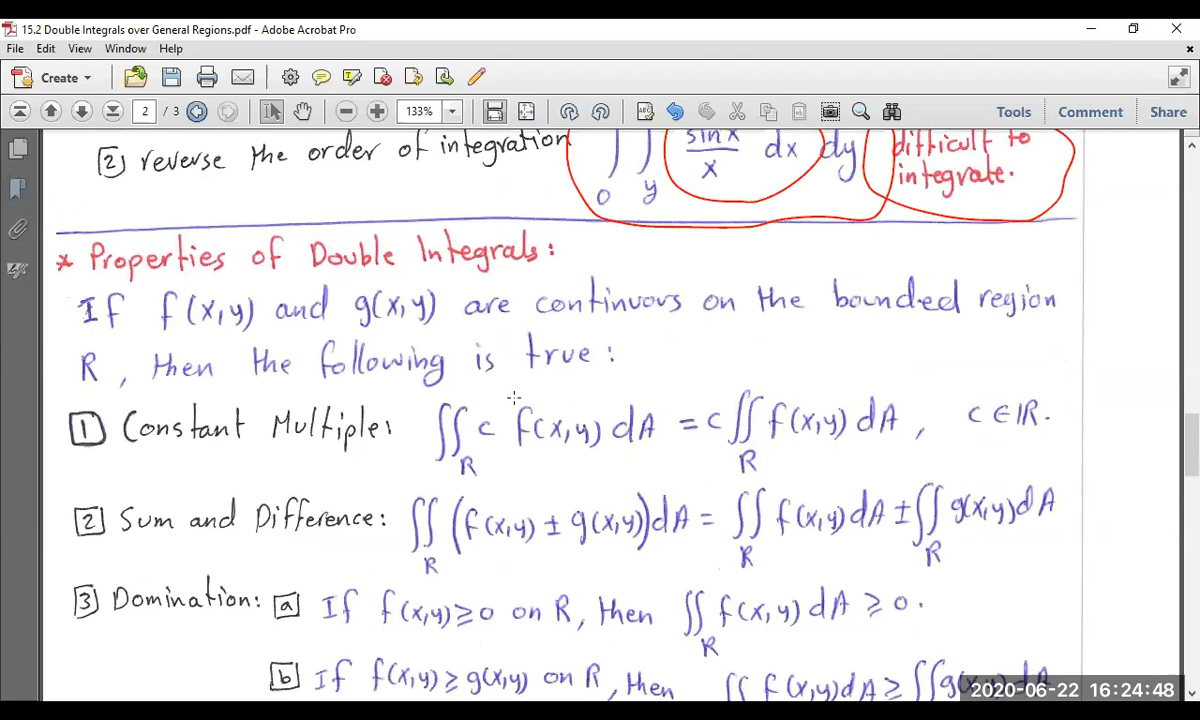 15.2 Double Integrals over General Regions.pdf - Adobe Acrobat Pro
File Edit View Window Help
Create
2 / 3 133% Tools Comment Share
[2] reverse the order of integration ∫₀ ∫_y sin x / x dx dy difficult to integrate.
* Properties of Double Integrals:
If f(x,y) and g(x,y) are continuous on the bounded region
R, then the following is true:
[1] Constant Multiple: ∬_R c f(x,y) dA = c ∬_R f(x,y) dA, c ∈ ℝ.
[2] Sum and Difference: ∬_R (f(x,y) ± g(x,y)) dA = ∬_R f(x,y) dA ± ∬_R g(x,y) dA
[3] Domination: [a] If f(x,y) ≥ 0 on R, then ∬_R f(x,y) dA ≥ 0.
[b] If f(x,y) ≥ g(x,y) on R, then ∬ f(x,y) dA ≥ ∬ g(x,y) dA
2020-06-22 16:24:48